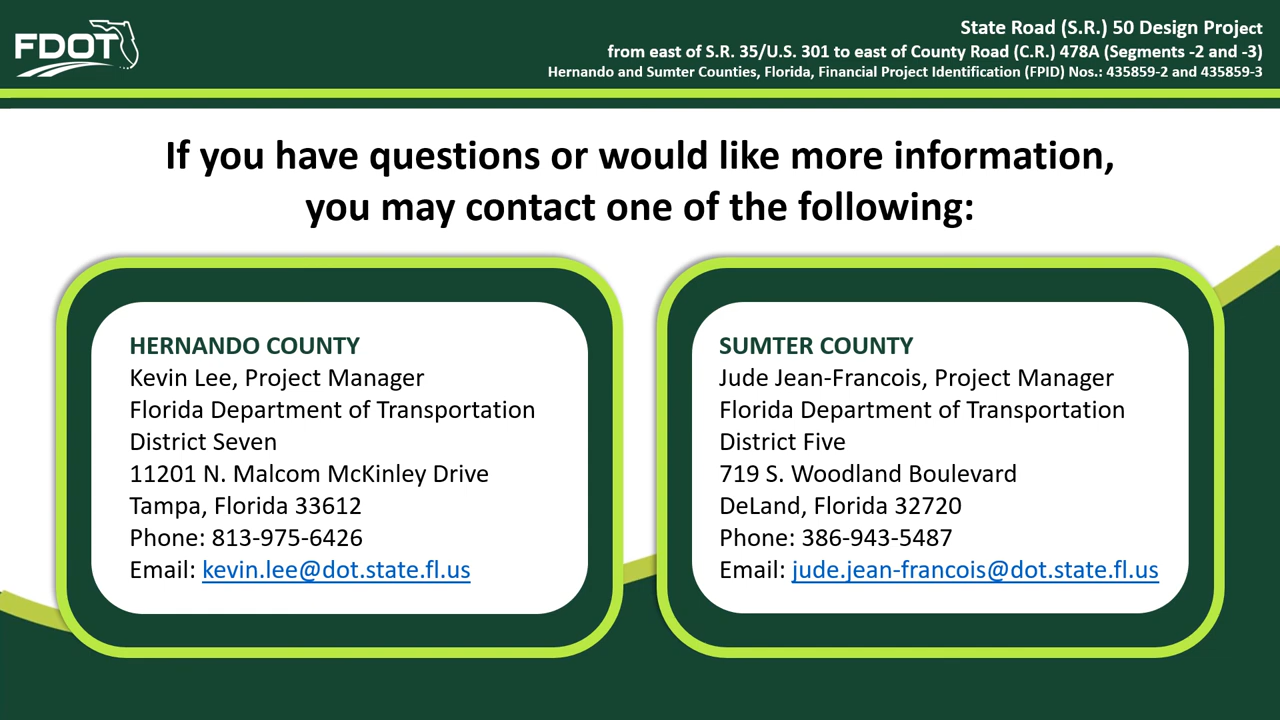 FDOT
State Road (S.R.) 50 Design Project
from east of S.R. 35/U.S. 301 to east of County Road (C.R.) 478A (Segments -2 and -3)
Hernando and Sumter Counties, Florida, Financial Project Identification (FPID) Nos.: 435859-2 and 435859-3
If you have questions or would like more information,
you may contact one of the following:
HERNANDO COUNTY
Kevin Lee, Project Manager
Florida Department of Transportation
District Seven
11201 N. Malcom McKinley Drive
Tampa, Florida 33612
Phone: 813-975-6426
Email: kevin.lee@dot.state.fl.us
SUMTER COUNTY
Jude Jean-Francois, Project Manager
Florida Department of Transportation
District Five
719 S. Woodland Boulevard
DeLand, Florida 32720
Phone: 386-943-5487
Email: jude.jean-francois@dot.state.fl.us